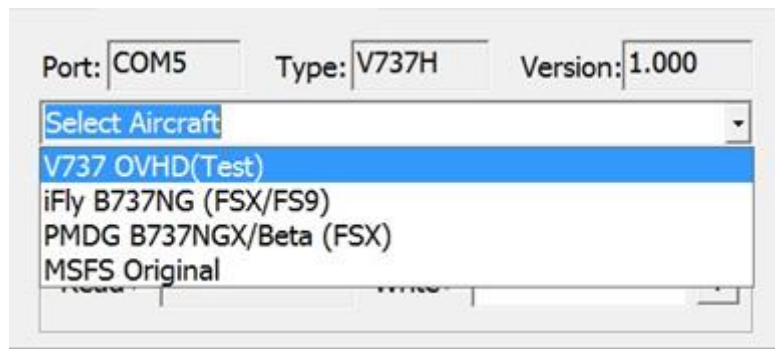 Port: COM5 Type: V737H Version: 1.000
Select Aircraft
V737 OVHD(Test)
iFly B737NG (FSX/FS9)
PMDG B737NGX/Beta (FSX)
MSFS Original